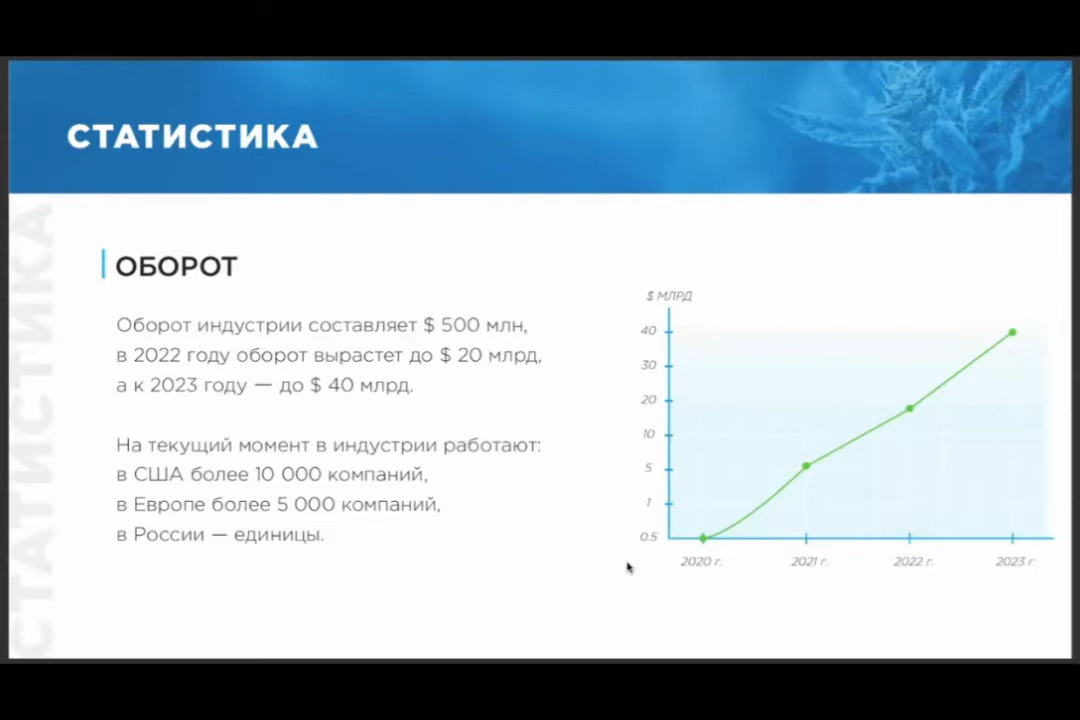 СТАТИСТИКА
СТАТИСТИКА
ОБОРОТ
Оборот индустрии составляет $ 500 млн,
в 2022 году оборот вырастет до $ 20 млрд,
а к 2023 году — до $ 40 млрд.
На текущий момент в индустрии работают:
в США более 10 000 компаний,
в Европе более 5 000 компаний,
в России — единицы.
$ МЛРД
40
30
20
10
5
1
0.5
2020 г.
2021 г.
2022 г.
2023 г.